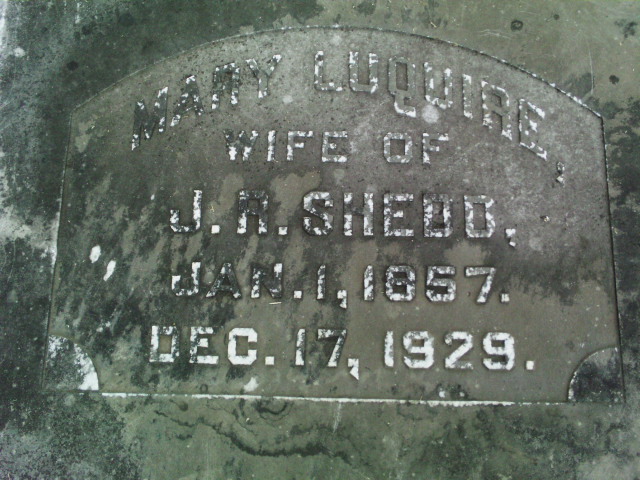 MARY LUQUIRE,
WIFE OF
J. R. SHEDD,
JAN. 1, 1857.
DEC. 17, 1929.